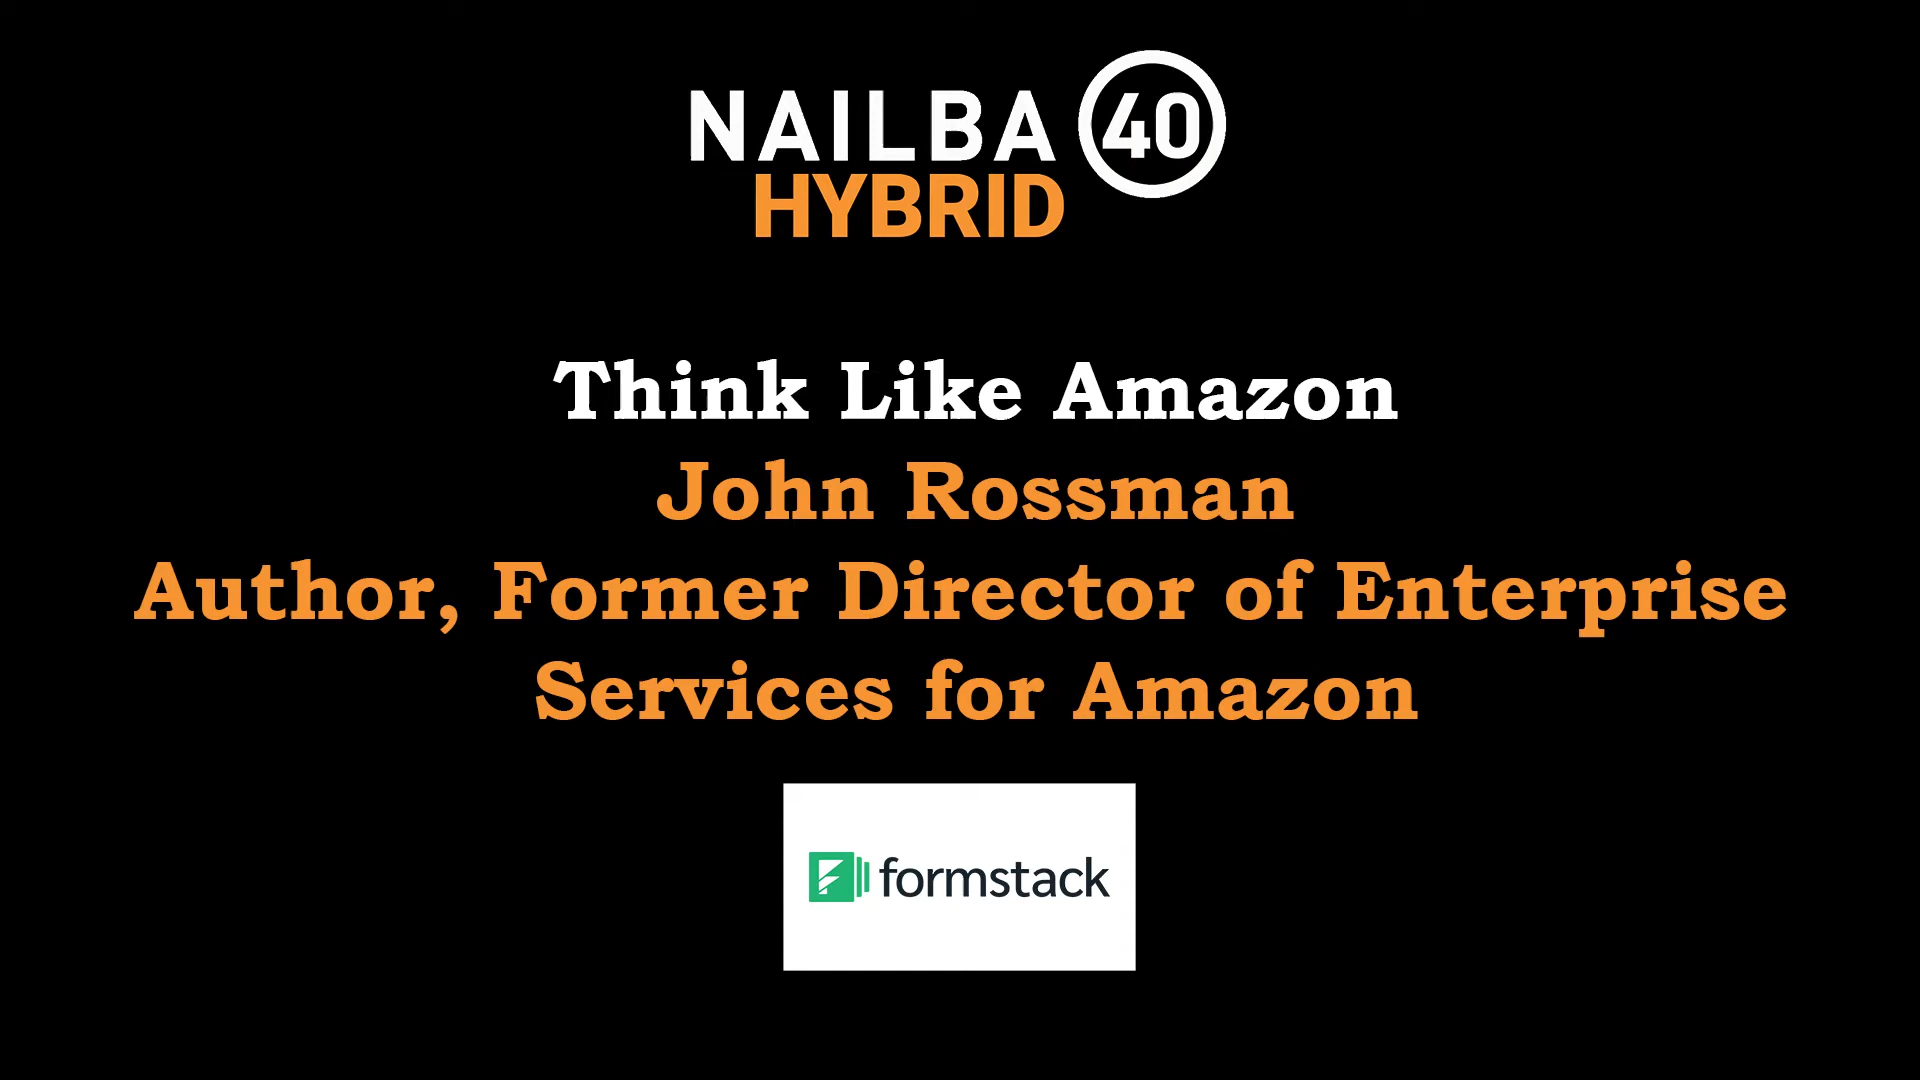 NAILBA 40
HYBRID
Think Like Amazon
John Rossman
Author, Former Director of Enterprise
Services for Amazon
formstack